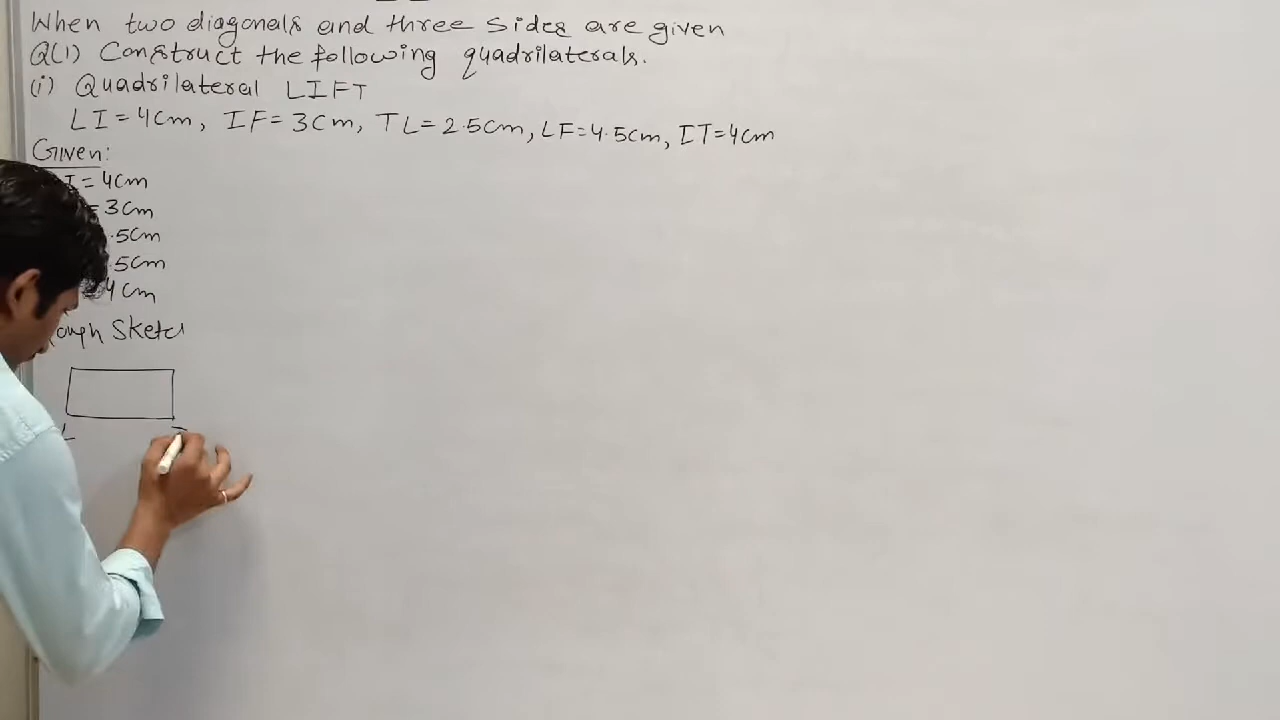 When two diagonals and three Sides are given
Q(1) Construct the following quadrilaterals.
(i) Quadrilateral LIFT
LI = 4cm, IF = 3cm, TL = 2.5cm, LF = 4.5cm, IT = 4cm
Given:
I = 4cm
= 3cm
.5cm
.5cm
4cm
Sketch
L